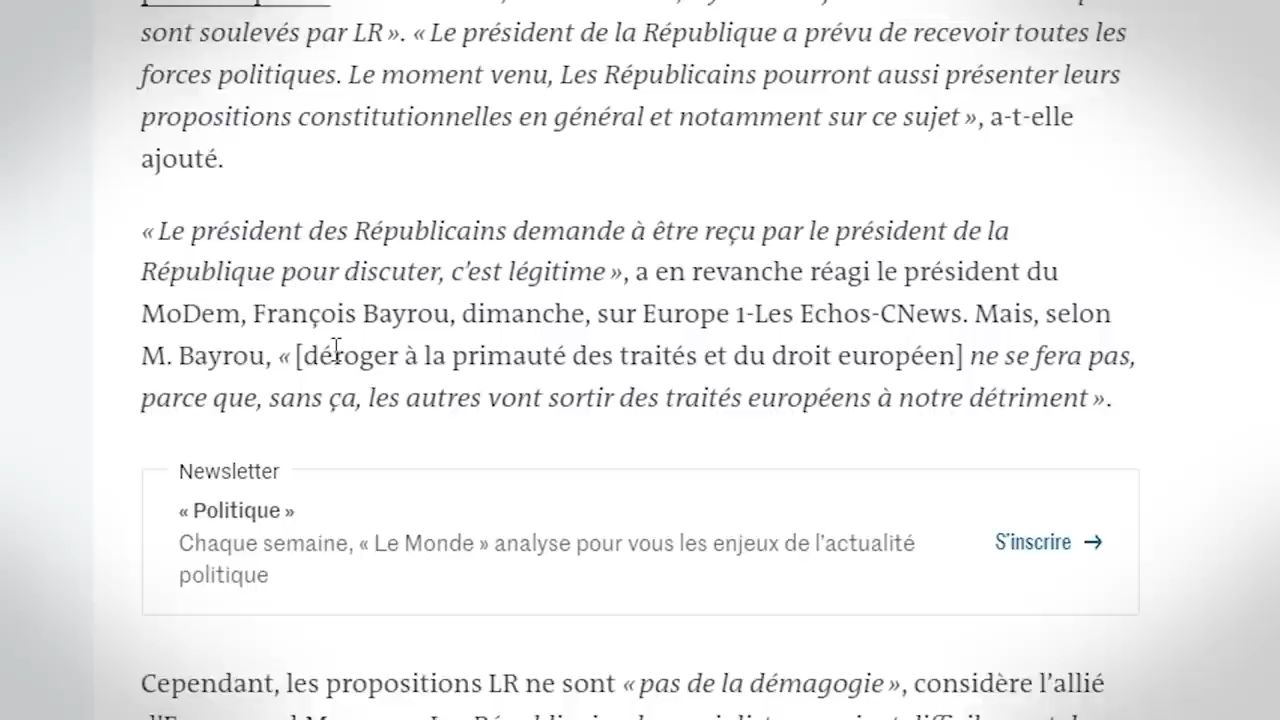 sont soulevés par LR ». « Le président de la République a prévu de recevoir toutes les
forces politiques. Le moment venu, Les Républicains pourront aussi présenter leurs
propositions constitutionnelles en général et notamment sur ce sujet », a-t-elle
ajouté.
« Le président des Républicains demande à être reçu par le président de la
République pour discuter, c’est légitime », a en revanche réagi le président du
MoDem, François Bayrou, dimanche, sur Europe 1-Les Echos-CNews. Mais, selon
M. Bayrou, « [déroger à la primauté des traités et du droit européen] ne se fera pas,
parce que, sans ça, les autres vont sortir des traités européens à notre détriment ».
Newsletter
« Politique »
Chaque semaine, « Le Monde » analyse pour vous les enjeux de l’actualité
politique
S’inscrire →
Cependant, les propositions LR ne sont « pas de la démagogie », considère l’allié